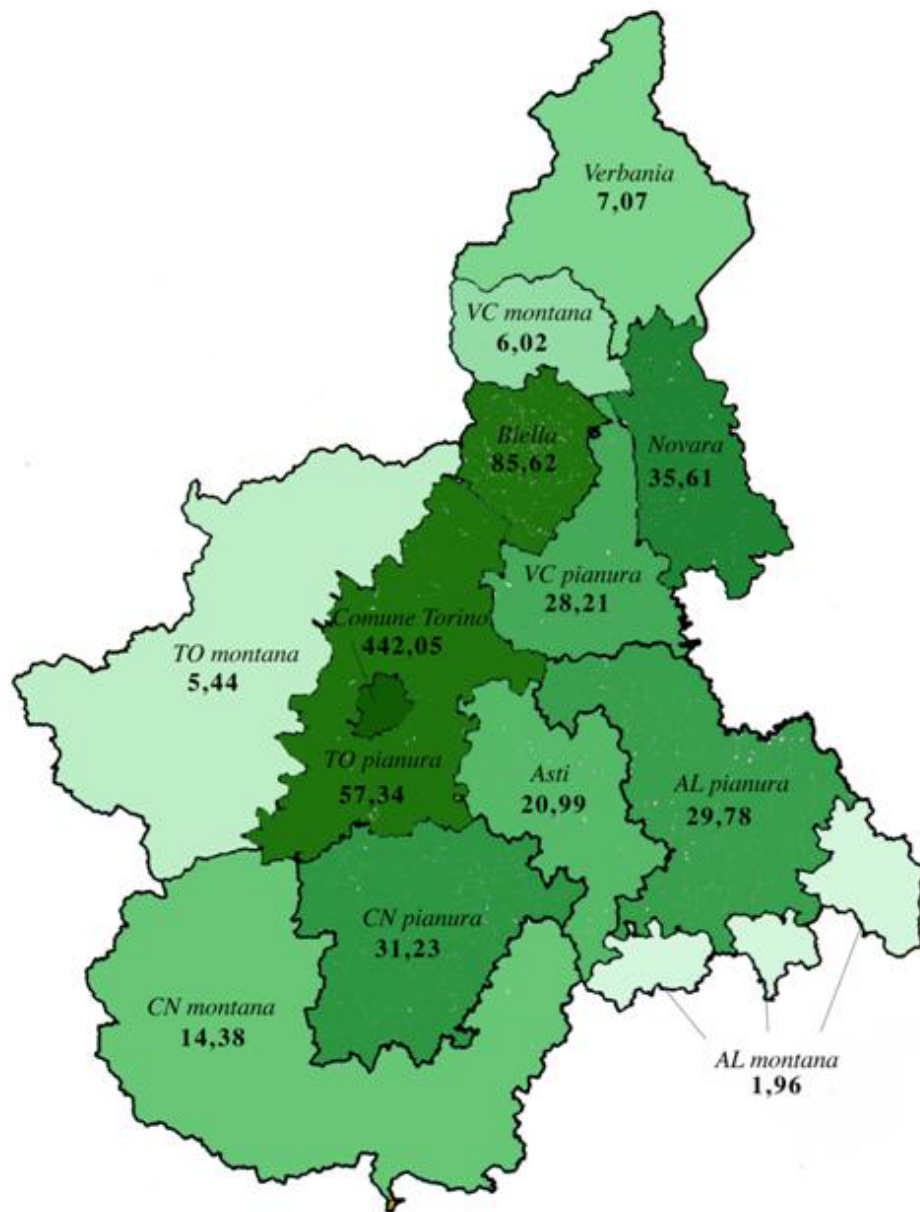 Verbania
7,07
VC montana
6,02
Biella
85,62
Novara
35,61
VC pianura
28,21
Comune Torino
442,05
TO montana
5,44
TO pianura
57,34
Asti
20,99
AL pianura
29,78
CN pianura
31,23
CN montana
14,38
AL montana
1,96